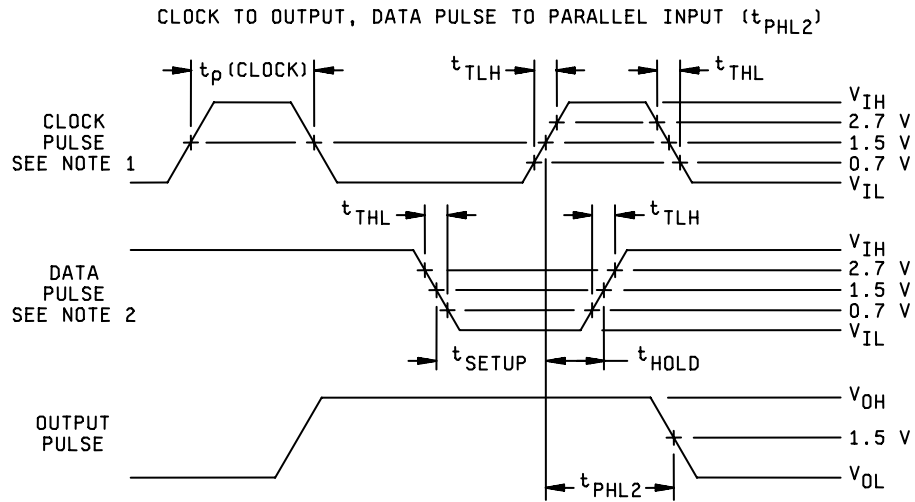 CLOCK TO OUTPUT, DATA PULSE TO PARALLEL INPUT (tPHL2)
tp (CLOCK)
tTLH
tTHL
CLOCK
PULSE
SEE NOTE 1
VIH
2.7 V
1.5 V
0.7 V
VIL
tTHL
tTLH
DATA
PULSE
SEE NOTE 2
VIH
2.7 V
1.5 V
0.7 V
VIL
tSETUP
tHOLD
OUTPUT
PULSE
VOH
1.5 V
VOL
tPHL2